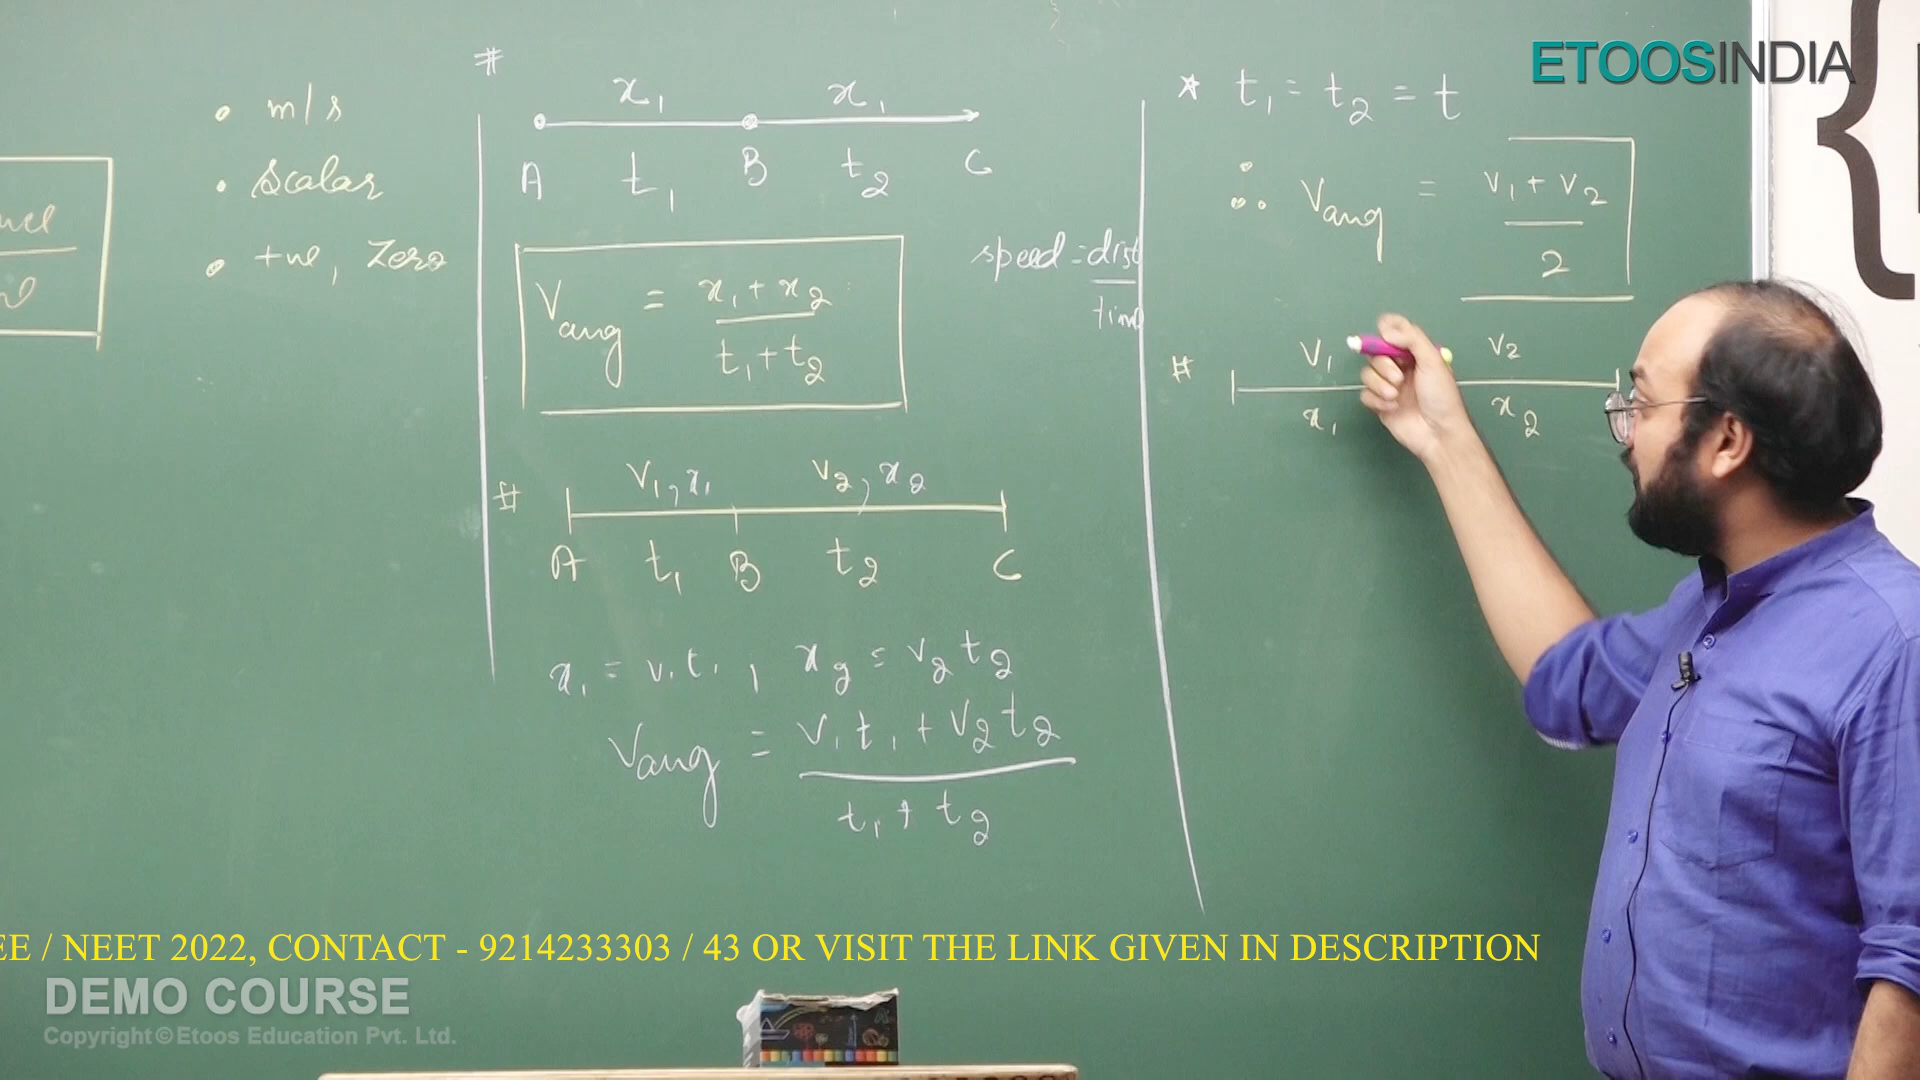 • m/s
• Scalar
• +ve, Zero
#
x₁ x₁
A t₁ B t₂ C
Vavg = x₁ + x₂ / t₁ + t₂
speed = dist / time
# V₁, x₁ V₂, x₂
A t₁ B t₂ C
x₁ = v₁t₁ , x₂ = v₂t₂
Vavg = V₁t₁ + V₂t₂ / t₁ + t₂
* t₁ = t₂ = t
∴ Vavg = V₁ + V₂ / 2
# V₁ V₂
x₁ x₂
ETOOSINDIA
/ NEET 2022, CONTACT - 9214233303 / 43 OR VISIT THE LINK GIVEN IN DESCRIPTION
DEMO COURSE
Copyright © Etoos Education Pvt. Ltd.